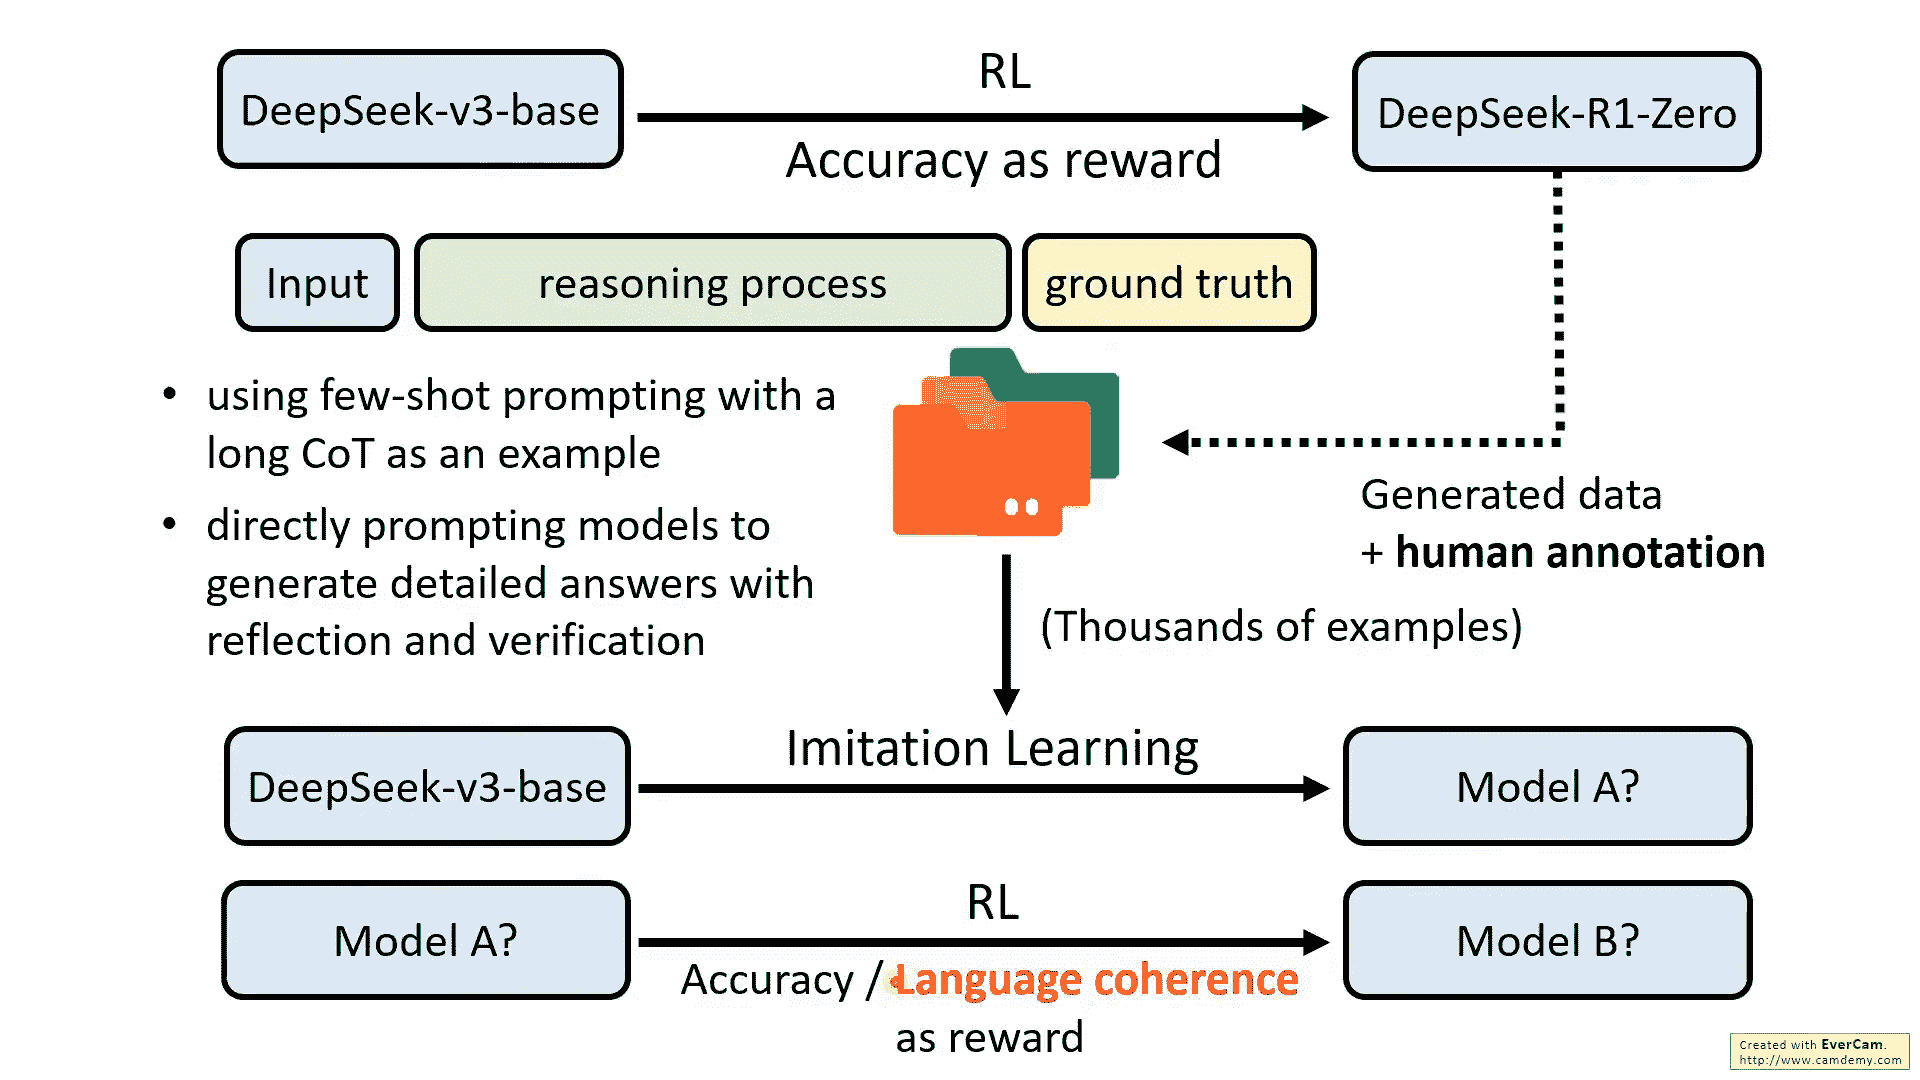 RL
DeepSeek-v3-base
DeepSeek-R1-Zero
Accuracy as reward
Input
reasoning process
ground truth
• using few-shot prompting with a
long CoT as an example
• directly prompting models to
generate detailed answers with
reflection and verification
Generated data
+ human annotation
(Thousands of examples)
Imitation Learning
DeepSeek-v3-base
Model A?
RL
Model A?
Model B?
Accuracy / Language coherence
as reward
Created with EverCam.
http://www.camdemy.com